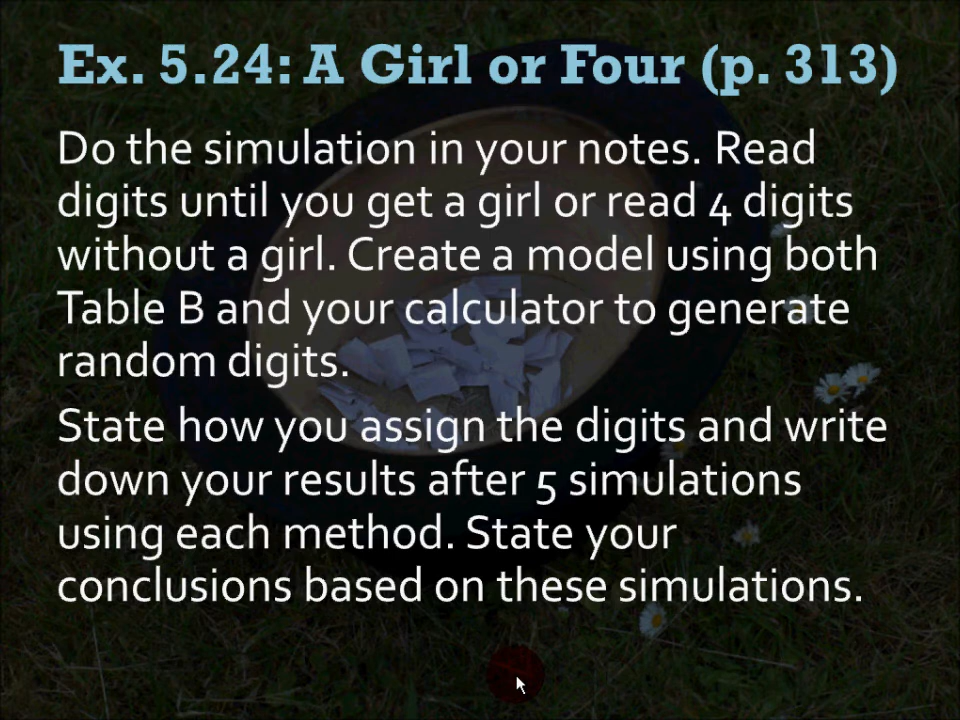 Ex. 5.24: A Girl or Four (p. 313)
Do the simulation in your notes. Read
digits until you get a girl or read 4 digits
without a girl. Create a model using both
Table B and your calculator to generate
random digits.
State how you assign the digits and write
down your results after 5 simulations
using each method. State your
conclusions based on these simulations.